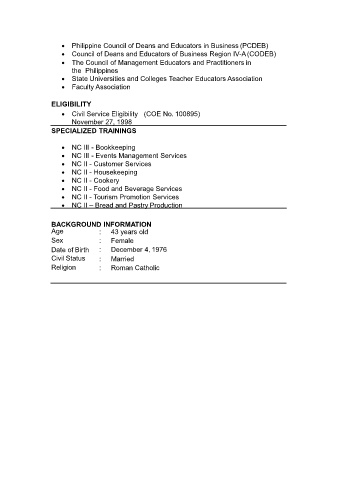 • Philippine Council of Deans and Educators in Business (PCDEB)
• Council of Deans and Educators of Business Region IV-A (CODEB)
• The Council of Management Educators and Practitioners in
the Philippines
• State Universities and Colleges Teacher Educators Association
• Faculty Association
ELIGIBILITY
• Civil Service Eligibility (COE No. 100895)
November 27, 1998
SPECIALIZED TRAININGS
• NC III - Bookkeeping
• NC III - Events Management Services
• NC II - Customer Services
• NC II - Housekeeping
• NC II - Cookery
• NC II - Food and Beverage Services
• NC II - Tourism Promotion Services
• NC II – Bread and Pastry Production
BACKGROUND INFORMATION
Age : 43 years old
Sex : Female
Date of Birth : December 4, 1976
Civil Status : Married
Religion : Roman Catholic